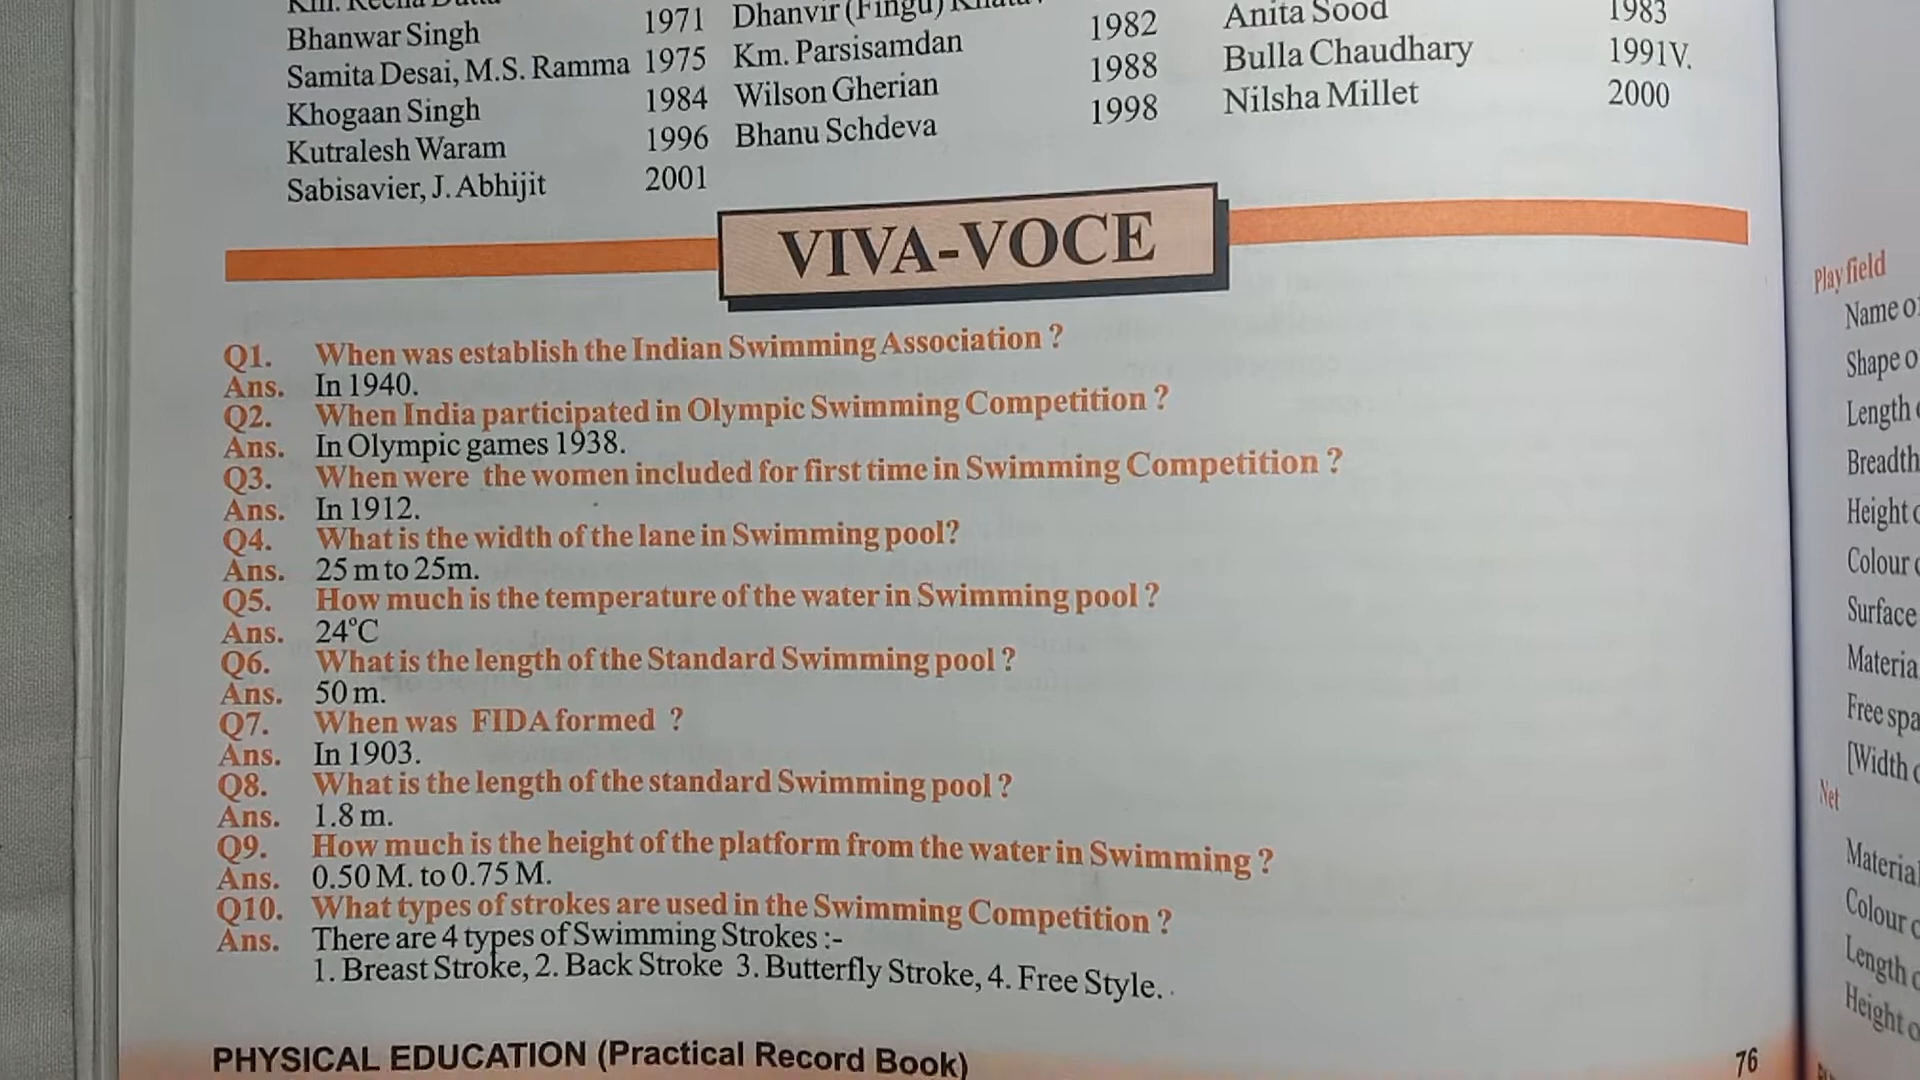 Bhanwar Singh 1971 Dhanvir (Fingu) 1982 Anita Sood 1983
Samita Desai, M.S. Ramma 1975 Km. Parsisamdan 1988 Bulla Chaudhary 1991V.
Khogaan Singh 1984 Wilson Gherian 1998 Nilsha Millet 2000
Kutralesh Waram 1996 Bhanu Schdeva
Sabisavier, J. Abhijit 2001
VIVA-VOCE
Q1. When was establish the Indian Swimming Association ?
Ans. In 1940.
Q2. When India participated in Olympic Swimming Competition ?
Ans. In Olympic games 1938.
Q3. When were the women included for first time in Swimming Competition ?
Ans. In 1912.
Q4. What is the width of the lane in Swimming pool?
Ans. 25 m to 25m.
Q5. How much is the temperature of the water in Swimming pool ?
Ans. 24°C
Q6. What is the length of the Standard Swimming pool ?
Ans. 50 m.
Q7. When was FIDA formed ?
Ans. In 1903.
Q8. What is the length of the standard Swimming pool ?
Ans. 1.8 m.
Q9. How much is the height of the platform from the water in Swimming ?
Ans. 0.50 M. to 0.75 M.
Q10. What types of strokes are used in the Swimming Competition ?
Ans. There are 4 types of Swimming Strokes :-
1. Breast Stroke, 2. Back Stroke 3. Butterfly Stroke, 4. Free Style.
PHYSICAL EDUCATION (Practical Record Book) 76
Play field
Name
Shape
Length
Breadth
Height
Colour
Surface
Free
[Width
Net
Material
Colour
Length
Height